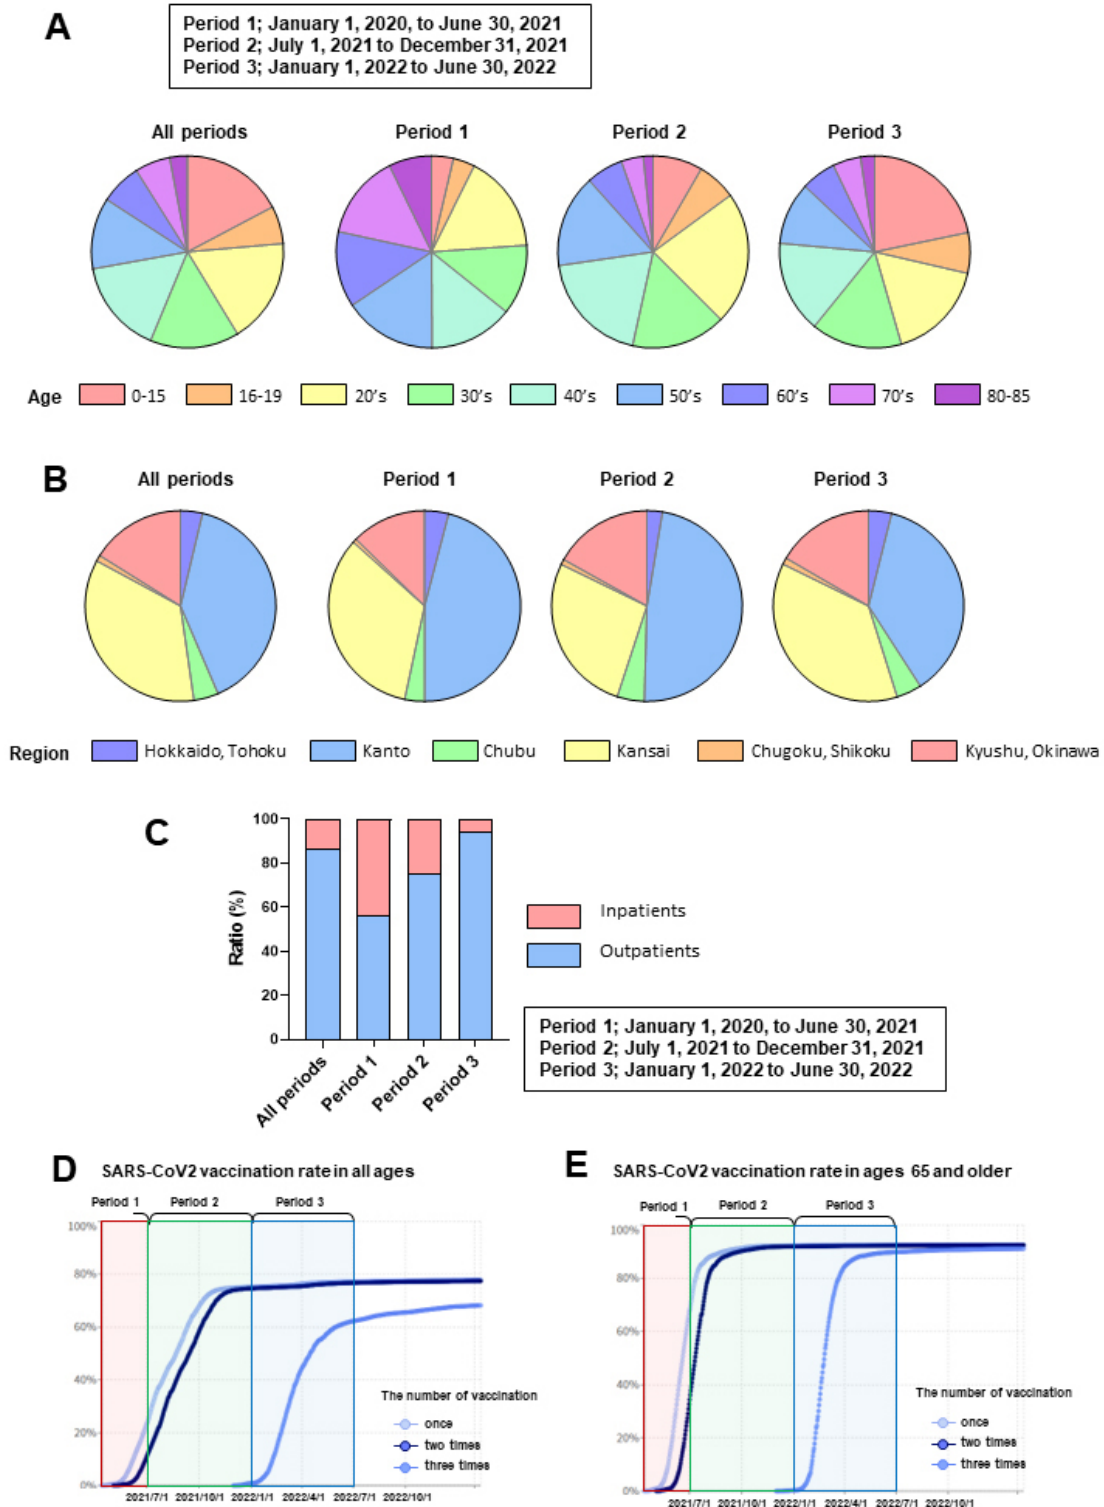 A
Period 1; January 1, 2020, to June 30, 2021
Period 2; July 1, 2021 to December 31, 2021
Period 3; January 1, 2022 to June 30, 2022
All periods Period 1 Period 2 Period 3
Age 0-15 16-19 20's 30's 40's 50's 60's 70's 80-85
B
All periods Period 1 Period 2 Period 3
Region Hokkaido, Tohoku Kanto Chubu Kansai Chugoku, Shikoku Kyushu, Okinawa
C
Ratio (%)
100
80
60
40
20
0
All periods Period 1 Period 2 Period 3
Inpatients
Outpatients
Period 1; January 1, 2020, to June 30, 2021
Period 2; July 1, 2021 to December 31, 2021
Period 3; January 1, 2022 to June 30, 2022
D SARS-CoV2 vaccination rate in all ages
Period 1 Period 2 Period 3
100%
80%
60%
40%
20%
0%
2021/7/1 2021/10/1 2022/1/1 2022/4/1 2022/7/1 2022/10/1
The number of vaccination
once
two times
three times
E SARS-CoV2 vaccination rate in ages 65 and older
Period 1 Period 2 Period 3
100%
80%
60%
40%
20%
0%
2021/7/1 2021/10/1 2022/1/1 2022/4/1 2022/7/1 2022/10/1
The number of vaccination
once
two times
three times